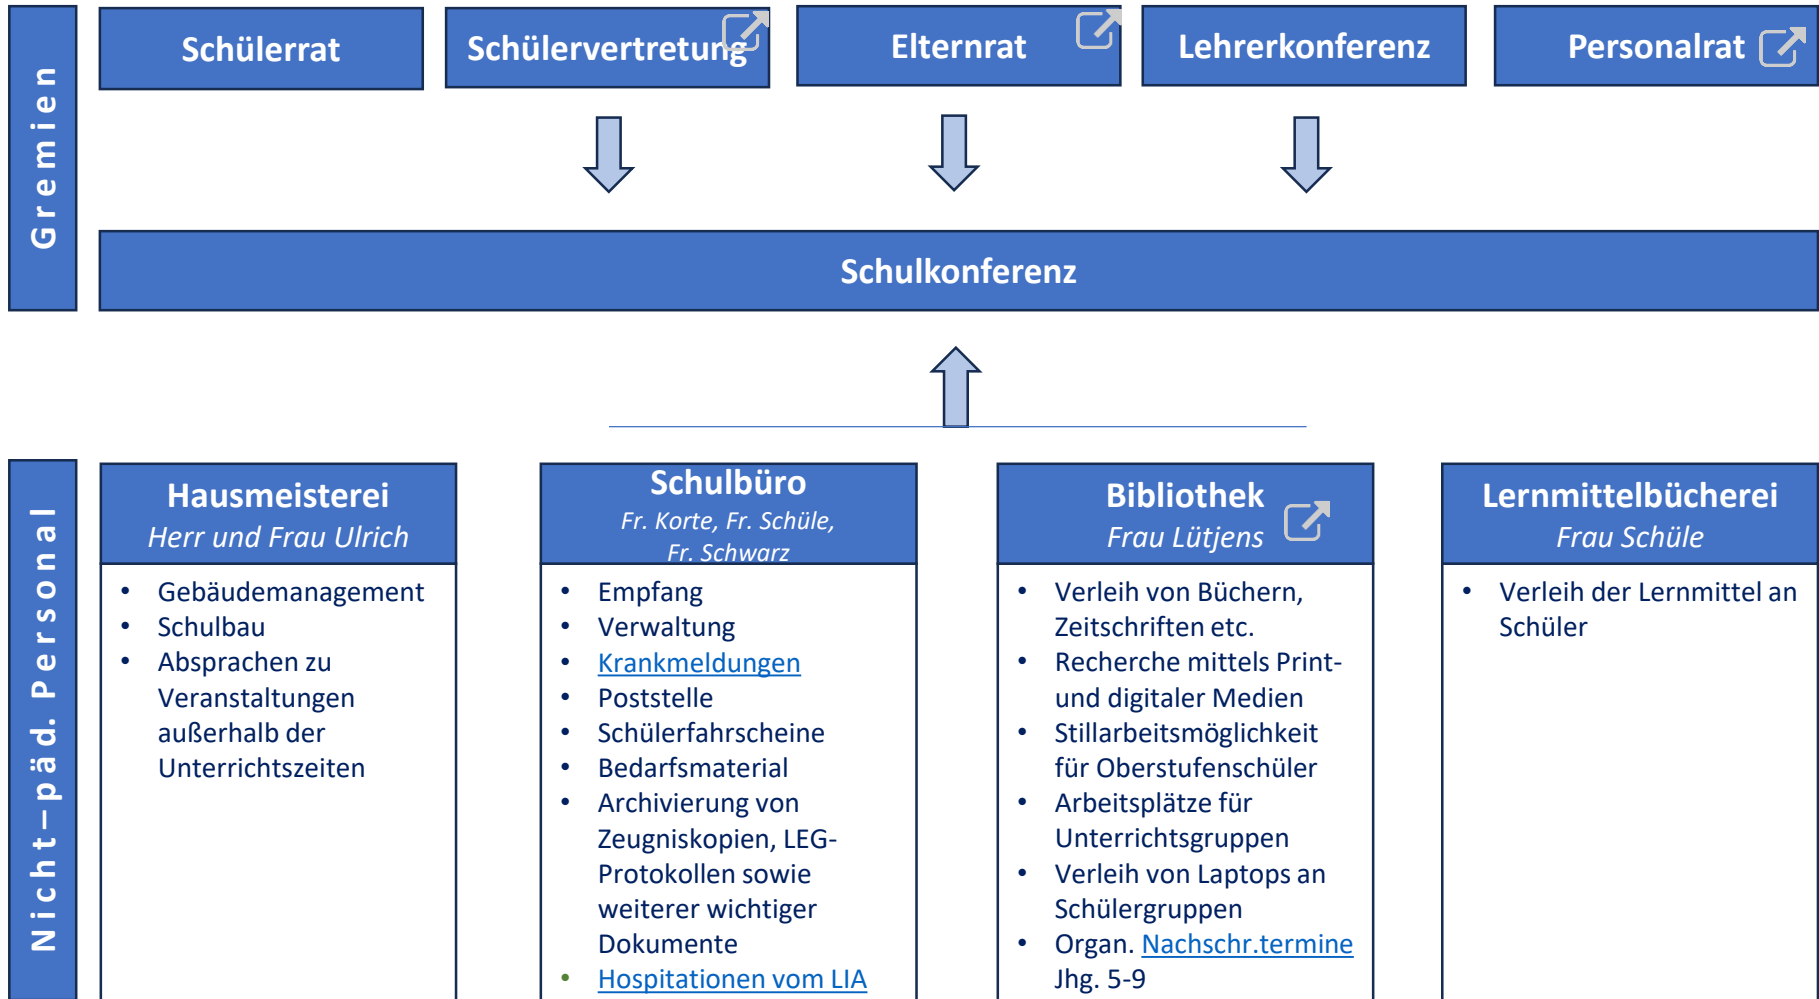 Gremien
Schülerrat
Schülervertretung
Elternrat
Lehrerkonferenz
Personalrat
Schulkonferenz
Nicht–päd. Personal
Hausmeisterei
Herr und Frau Ulrich
• Gebäudemanagement
• Schulbau
• Absprachen zu
Veranstaltungen
außerhalb der
Unterrichtszeiten
Schulbüro
Fr. Korte, Fr. Schüle,
Fr. Schwarz
• Empfang
• Verwaltung
• Krankmeldungen
• Poststelle
• Schülerfahrscheine
• Bedarfsmaterial
• Archivierung von
Zeugniskopien, LEG-
Protokollen sowie
weiterer wichtiger
Dokumente
• Hospitationen vom LIA
Bibliothek
Frau Lütjens
• Verleih von Büchern,
Zeitschriften etc.
• Recherche mittels Print-
und digitaler Medien
• Stillarbeitsmöglichkeit
für Oberstufenschüler
• Arbeitsplätze für
Unterrichtsgruppen
• Verleih von Laptops an
Schülergruppen
• Organ. Nachschr.termine
Jhg. 5-9
Lernmittelbücherei
Frau Schüle
• Verleih der Lernmittel an
Schüler